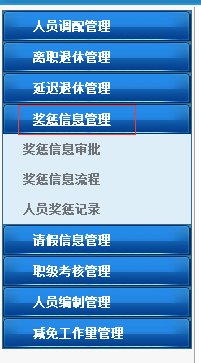 人员调配管理
离职退休管理
延迟退休管理
奖惩信息管理
奖惩信息审批
奖惩信息流程
人员奖惩记录
请假信息管理
职级考核管理
人员编制管理
减免工作量管理